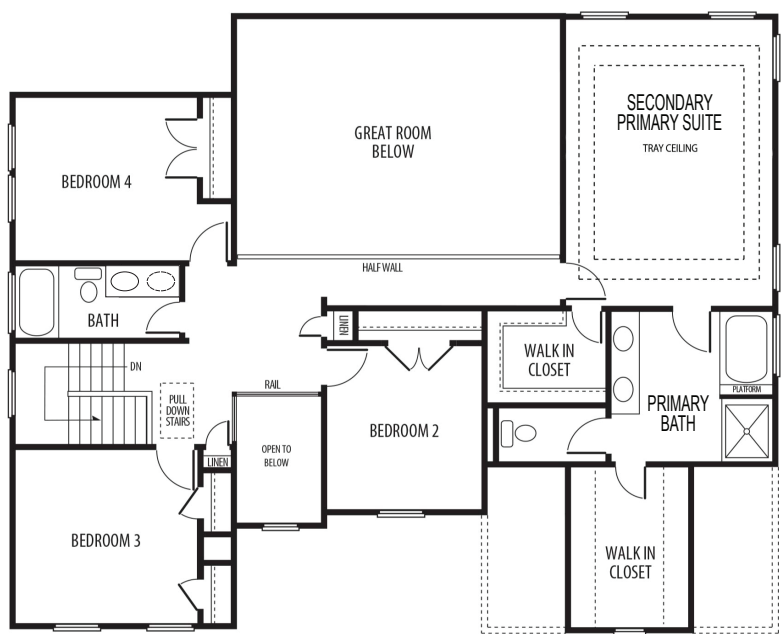 SECONDARY
PRIMARY SUITE
TRAY CEILING
GREAT ROOM
BELOW
BEDROOM 4
HALF WALL
BATH
LINEN
WALK IN
CLOSET
DN
RAIL
PULL
DOWN
STAIRS
PLATFORM
PRIMARY
BATH
BEDROOM 2
OPEN TO
BELOW
LINEN
BEDROOM 3
WALK IN
CLOSET